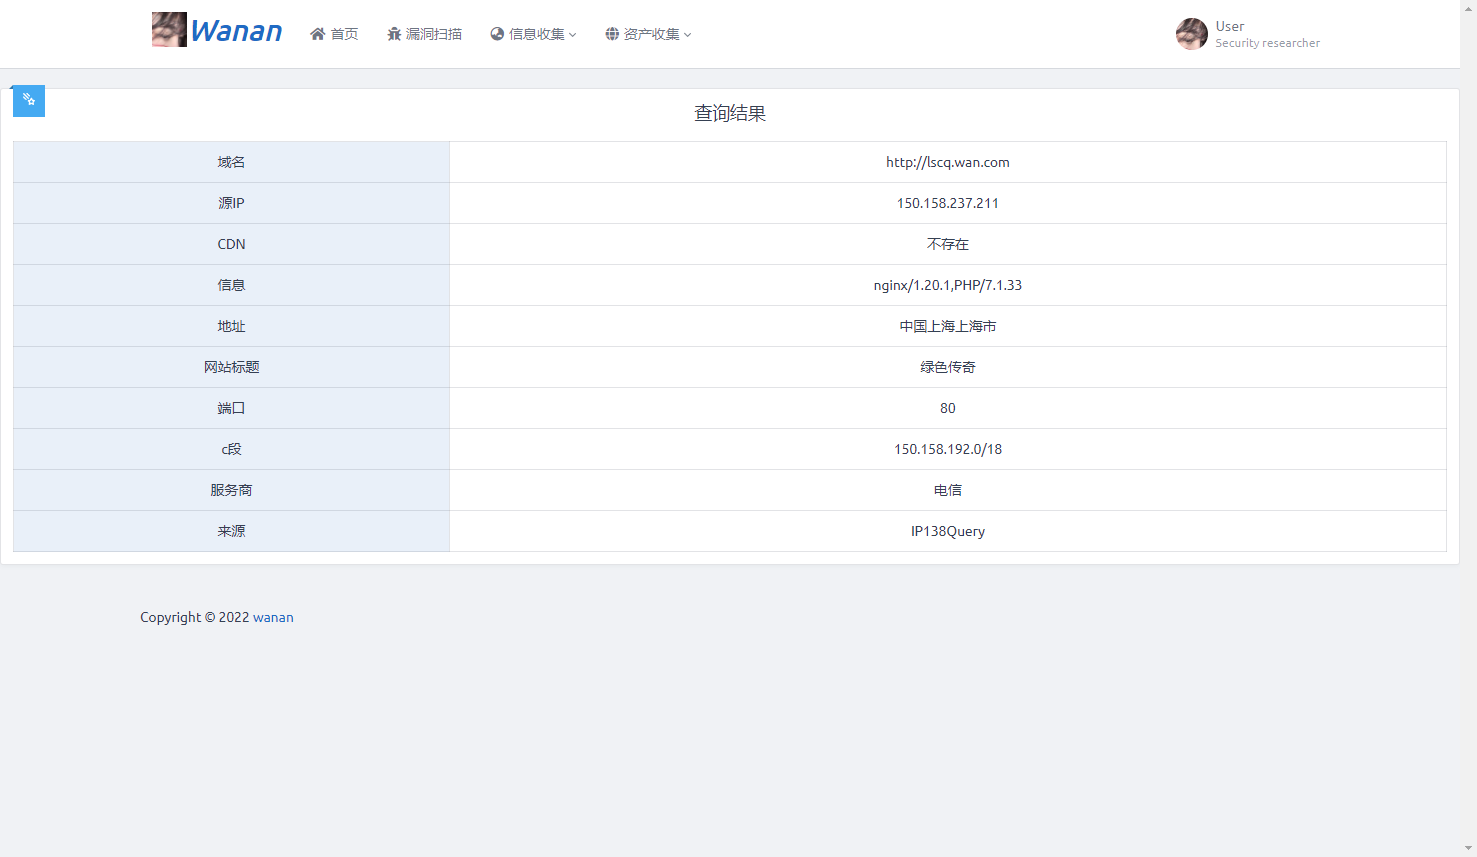 Wanan 首页 漏洞扫描 信息收集 资产收集 User
Security researcher
查询结果
域名 http://lscq.wan.com
源IP 150.158.237.211
CDN 不存在
信息 nginx/1.20.1,PHP/7.1.33
地址 中国上海上海市
网站标题 绿色传奇
端口 80
c段 150.158.192.0/18
服务商 电信
来源 IP138Query
Copyright © 2022 wanan